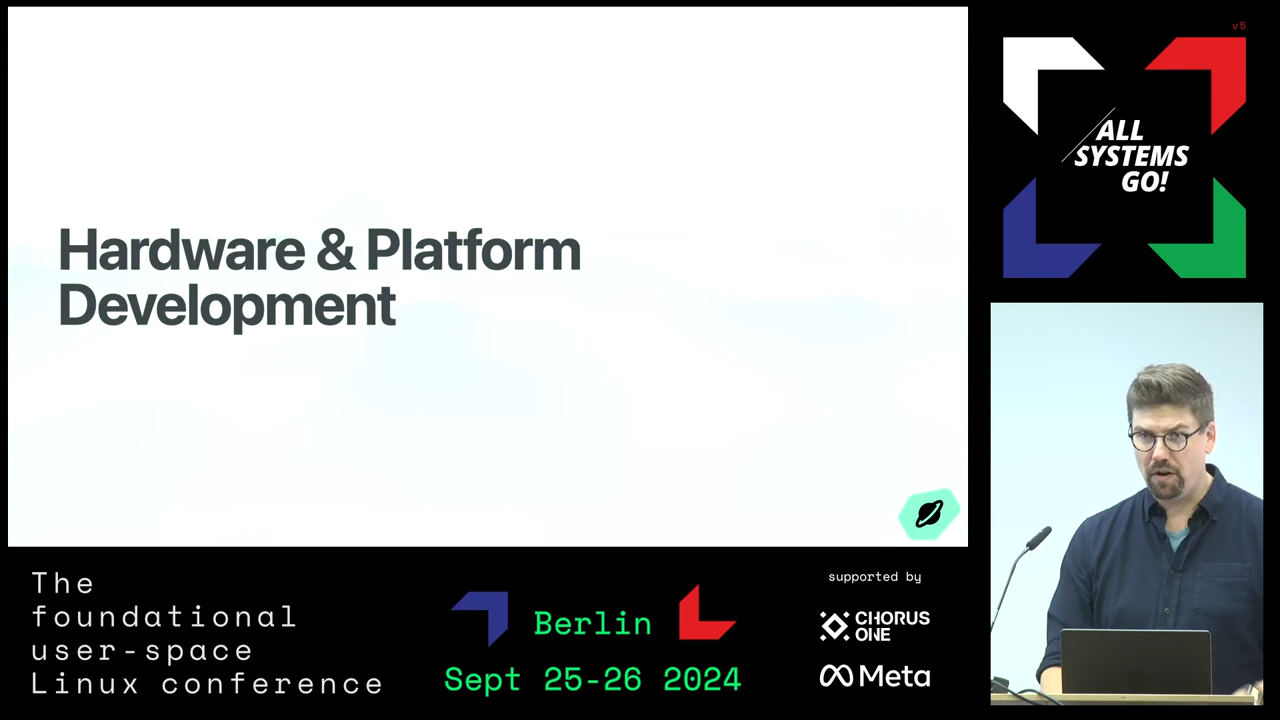 Hardware & Platform
Development
v5
ALL
SYSTEMS
GO!
The
foundational
user-space
Linux conference
Berlin
Sept 25-26 2024
supported by
CHORUS
ONE
Meta